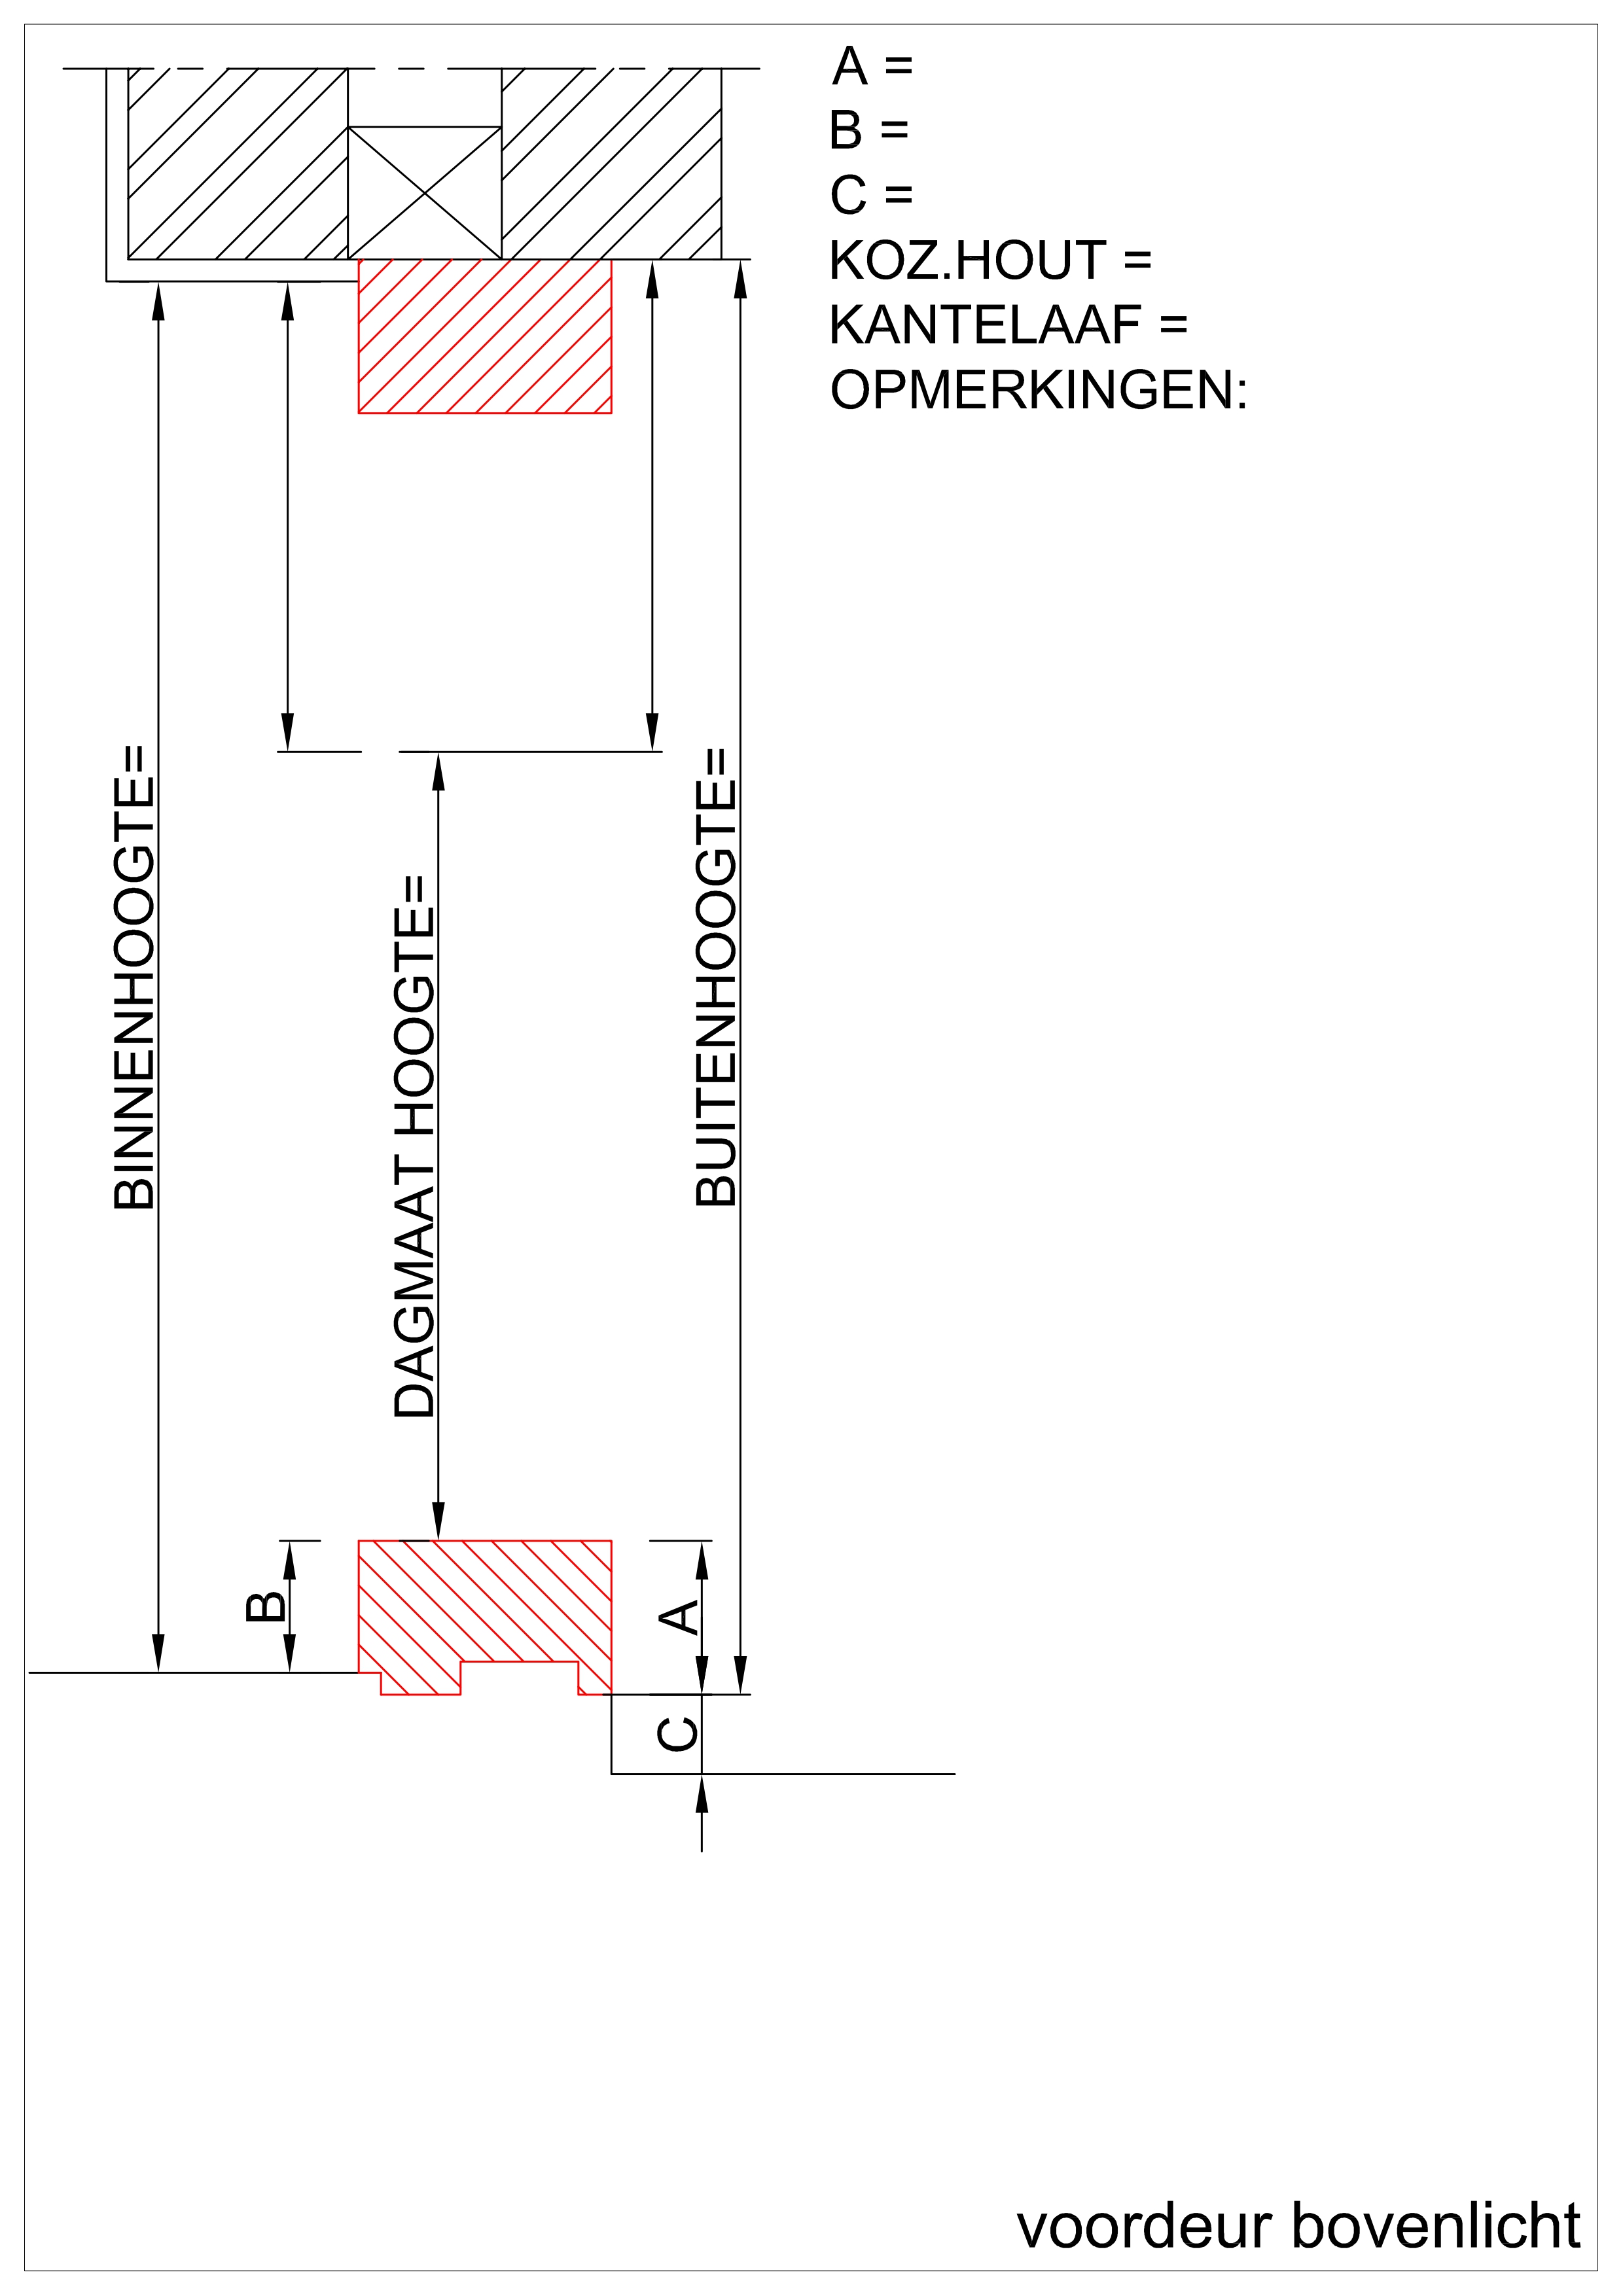 A =
B =
C =
KOZ.HOUT =
KANTELAAF =
OPMERKINGEN:
BINNENHOOGTE=
DAGMAAT HOOGTE=
BUITENHOOGTE=
B
A
C
voordeur bovenlicht